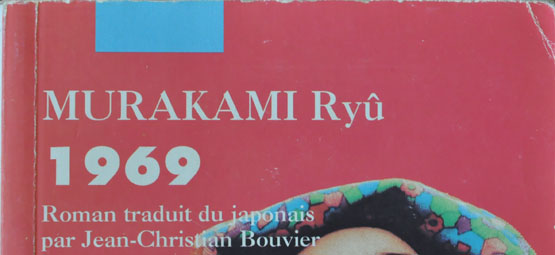 MURAKAMI Ryû
1969
Roman traduit du japonais
par Jean-Christian Bouvier